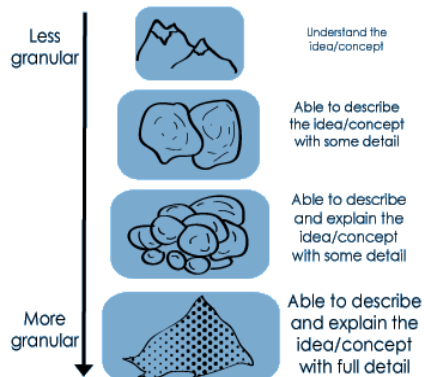 Less
granular
Understand the
idea/concept
Able to describe
the idea/concept
with some detail
Able to describe
and explain the
idea/concept
with some detail
More
granular
Able to describe
and explain the
idea/concept
with full detail